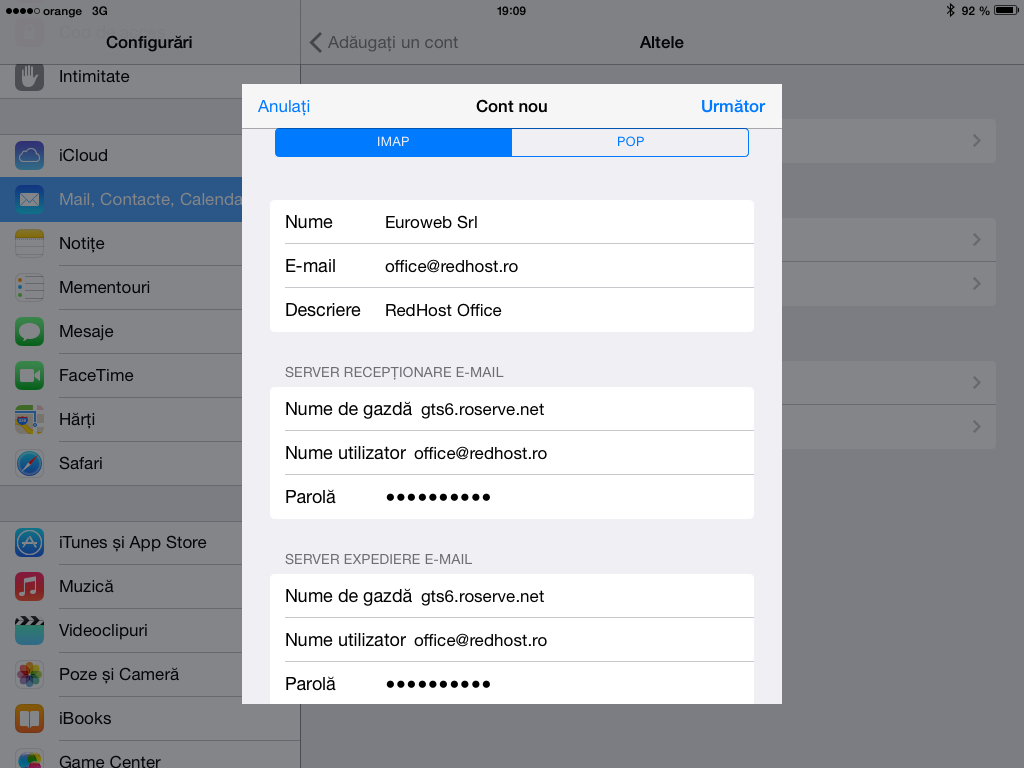 orange 3G 19:09 92 %
Configurări
Adăugați un cont
Altele
Intimitate
iCloud
Mail, Contacte, Calenda
Notițe
Mementouri
Mesaje
FaceTime
Hărți
Safari
iTunes și App Store
Muzică
Videoclipuri
Poze și Cameră
iBooks
Game Center
Anulați
Cont nou
Următor
IMAP
POP
Nume Euroweb Srl
E-mail office@redhost.ro
Descriere RedHost Office
SERVER RECEPȚIONARE E-MAIL
Nume de gazdă gts6.roserve.net
Nume utilizator office@redhost.ro
Parolă ●●●●●●●●●●
SERVER EXPEDIERE E-MAIL
Nume de gazdă gts6.roserve.net
Nume utilizator office@redhost.ro
Parolă ●●●●●●●●●●